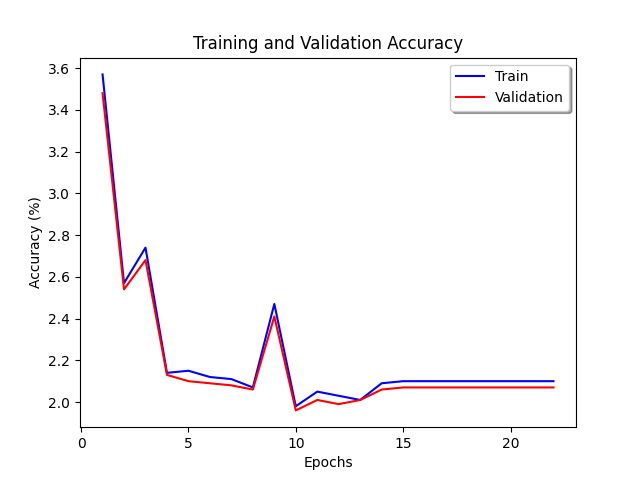 Training and Validation Accuracy
Train
Validation
Accuracy (%)
3.6
3.4
3.2
3.0
2.8
2.6
2.4
2.2
2.0
0 5 10 15 20
Epochs